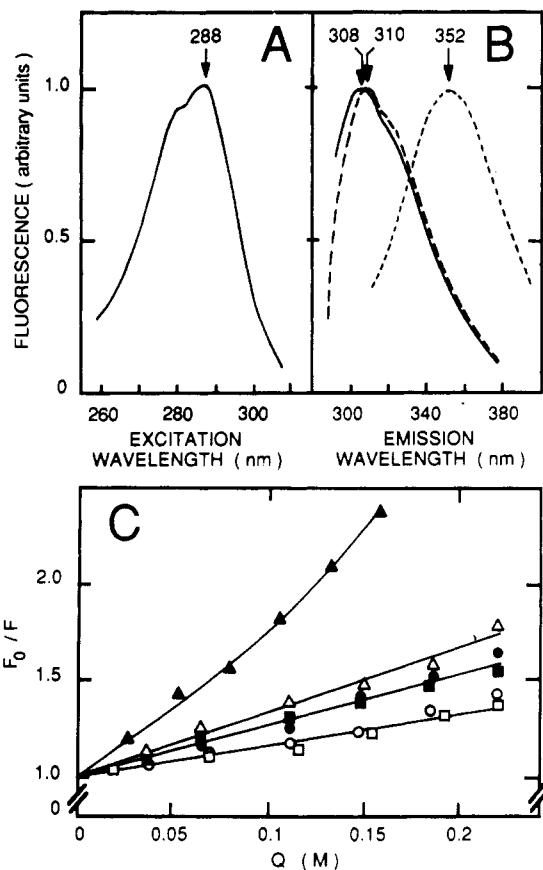 288
A
308 310
352
B
FLUORESCENCE (arbitrary units)
1.0
0.5
0
260 280 300
300 340 380
EXCITATION
WAVELENGTH (nm)
EMISSION
WAVELENGTH (nm)
C
F0/F
2.0
1.5
1.0
0
0 0.05 0.1 0.15 0.2
Q (M)